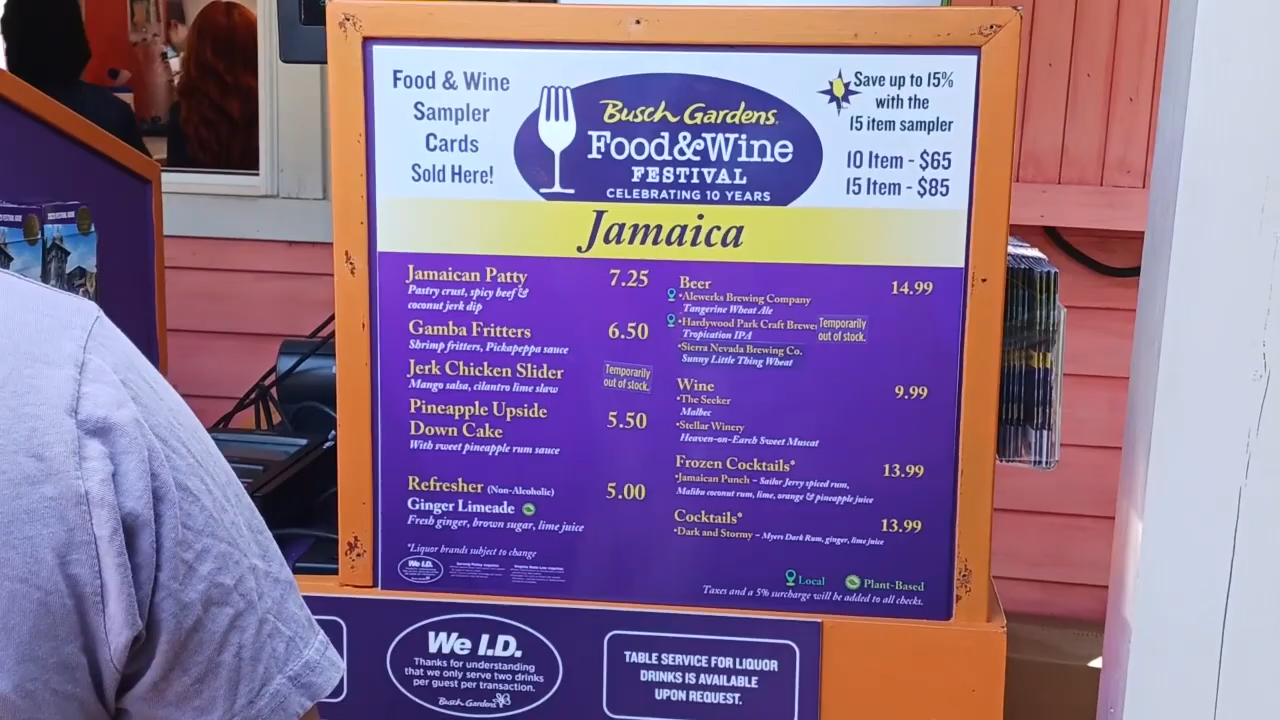 Food & Wine
Sampler
Cards
Sold Here!
Busch Gardens
Food&Wine
FESTIVAL
CELEBRATING 10 YEARS
Save up to 15%
with the
15 item sampler
10 Item - $65
15 Item - $85
Jamaica
Jamaican Patty 7.25
Pastry crust, spicy beef &
coconut jerk dip
Gamba Fritters 6.50
Shrimp fritters, Pickapeppa sauce
Jerk Chicken Slider Temporarily out of stock.
Mango salsa, cilantro lime slaw
Pineapple Upside
Down Cake 5.50
With sweet pineapple rum sauce
Refresher (Non-Alcoholic) 5.00
Ginger Limeade
Fresh ginger, brown sugar, lime juice
*Liquor brands subject to change
We I.D.
Beer 14.99
•Alewerks Brewing Company
Tangerine Wheat Ale
•Hardywood Park Craft Brewe Temporarily
Tropication IPA out of stock.
•Sierra Nevada Brewing Co.
Sunny Little Thing Wheat
Wine 9.99
•The Seeker
Malbec
•Stellar Winery
Heaven-on-Earch Sweet Muscat
Frozen Cocktails* 13.99
•Jamaican Punch – Sailor Jerry spiced rum,
Malibu coconut rum, lime, orange & pineapple juice
Cocktails* 13.99
•Dark and Stormy – Myers Dark Rum, ginger, lime juice
Local Plant-Based
Taxes and a 5% surcharge will be added to all checks.
We I.D.
Thanks for understanding
that we only serve two drinks
per guest per transaction.
Busch Gardens
TABLE SERVICE FOR LIQUOR
DRINKS IS AVAILABLE
UPON REQUEST.